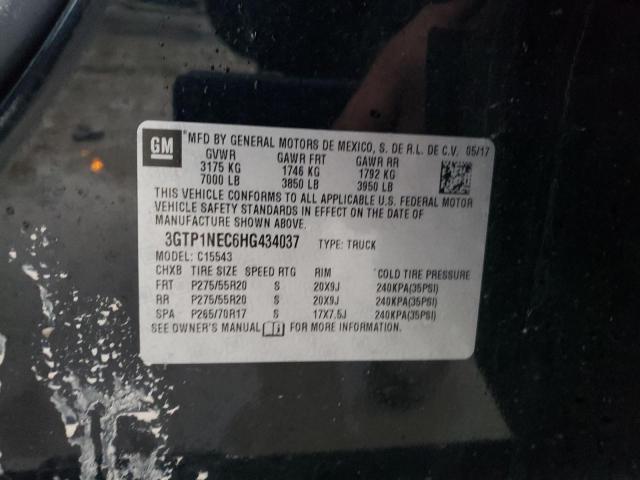 GM
MFD BY GENERAL MOTORS DE MEXICO, S. DE R.L. DE C.V. 05/17
GVWR GAWR FRT GAWR RR
3175 KG 1746 KG 1792 KG
7000 LB 3850 LB 3950 LB
THIS VEHICLE CONFORMS TO ALL APPLICABLE U.S. FEDERAL MOTOR
VEHICLE SAFETY STANDARDS IN EFFECT ON THE DATE OF
MANUFACTURE SHOWN ABOVE.
3GTP1NEC6HG434037 TYPE: TRUCK
MODEL: C15543
CHXB TIRE SIZE SPEED RTG RIM COLD TIRE PRESSURE
FRT P275/55R20 S 20X9J 240KPA(35PSI)
RR P275/55R20 S 20X9J 240KPA(35PSI)
SPA P265/70R17 S 17X7.5J 240KPA(35PSI)
SEE OWNER'S MANUAL FOR MORE INFORMATION.